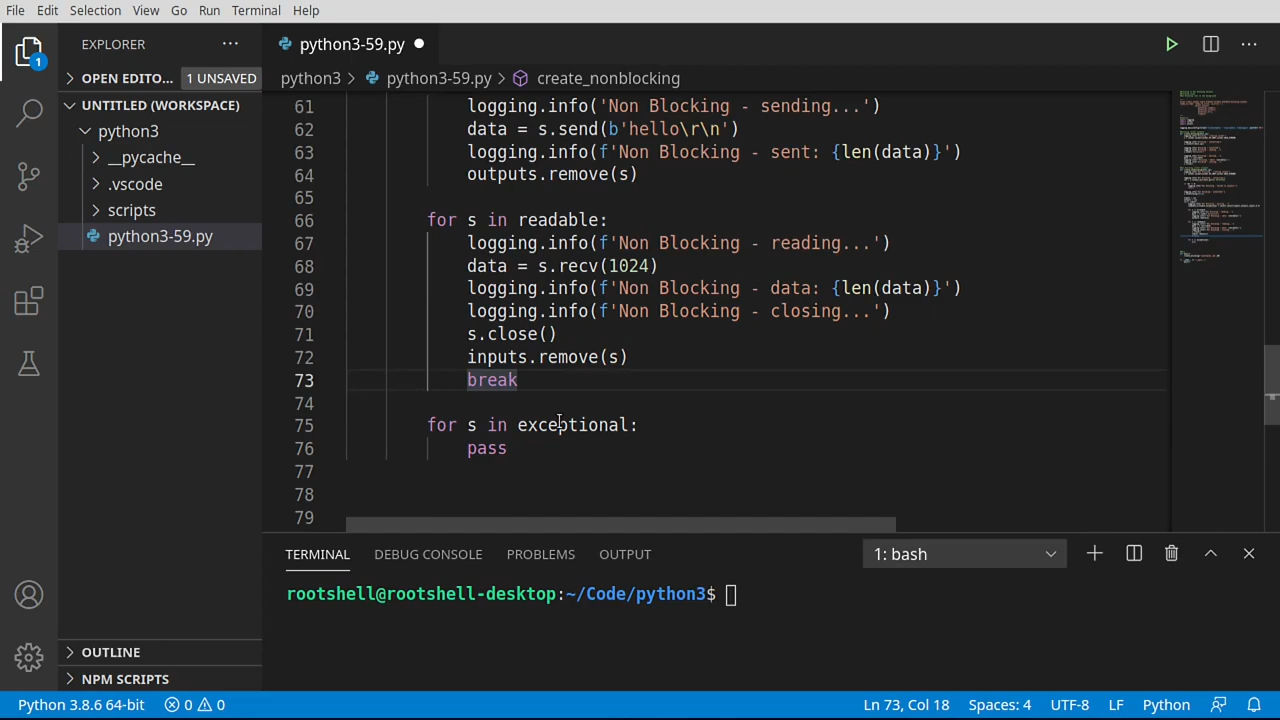 File Edit Selection View Go Run Terminal Help
EXPLORER
python3-59.py
1
OPEN EDITO... 1 UNSAVED
UNTITLED (WORKSPACE)
python3
__pycache__
.vscode
scripts
python3-59.py
python3 python3-59.py create_nonblocking
61 logging.info('Non Blocking - sending...')
62 data = s.send(b'hello\r\n')
63 logging.info(f'Non Blocking - sent: {len(data)}')
64 outputs.remove(s)
65
66 for s in readable:
67 logging.info(f'Non Blocking - reading...')
68 data = s.recv(1024)
69 logging.info(f'Non Blocking - data: {len(data)}')
70 logging.info(f'Non Blocking - closing...')
71 s.close()
72 inputs.remove(s)
73 break
74
75 for s in exceptional:
76 pass
77
78
79
TERMINAL DEBUG CONSOLE PROBLEMS OUTPUT 1: bash
rootshell@rootshell-desktop:~/Code/python3$
OUTLINE
NPM SCRIPTS
Python 3.8.6 64-bit 0 0 Ln 73, Col 18 Spaces: 4 UTF-8 LF Python